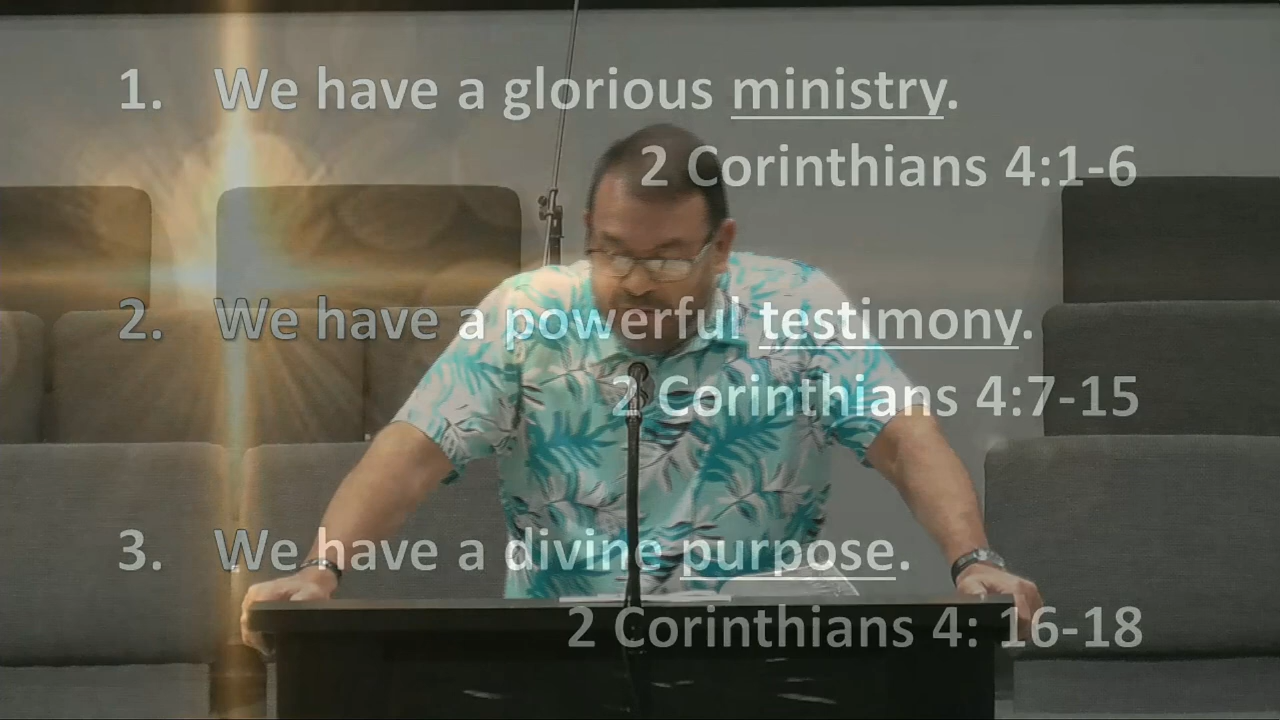 1. We have a glorious ministry.
2 Corinthians 4:1-6
2. We have a powerful testimony.
2 Corinthians 4:7-15
3. We have a divine purpose.
2 Corinthians 4: 16-18